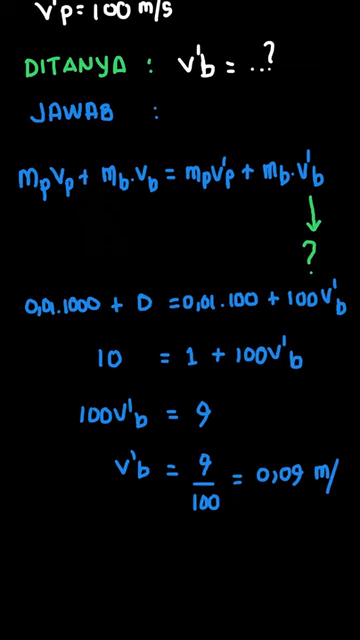 v'p = 100 m/s
DITANYA : v'b = ...?
JAWAB :
mpVp + mb.Vb = mpV'p + mb.V'b
?
0,01.1000 + 0 = 0,01.100 + 100V'b
10 = 1 + 100V'b
100V'b = 9
V'b = 9/100 = 0,09 m/